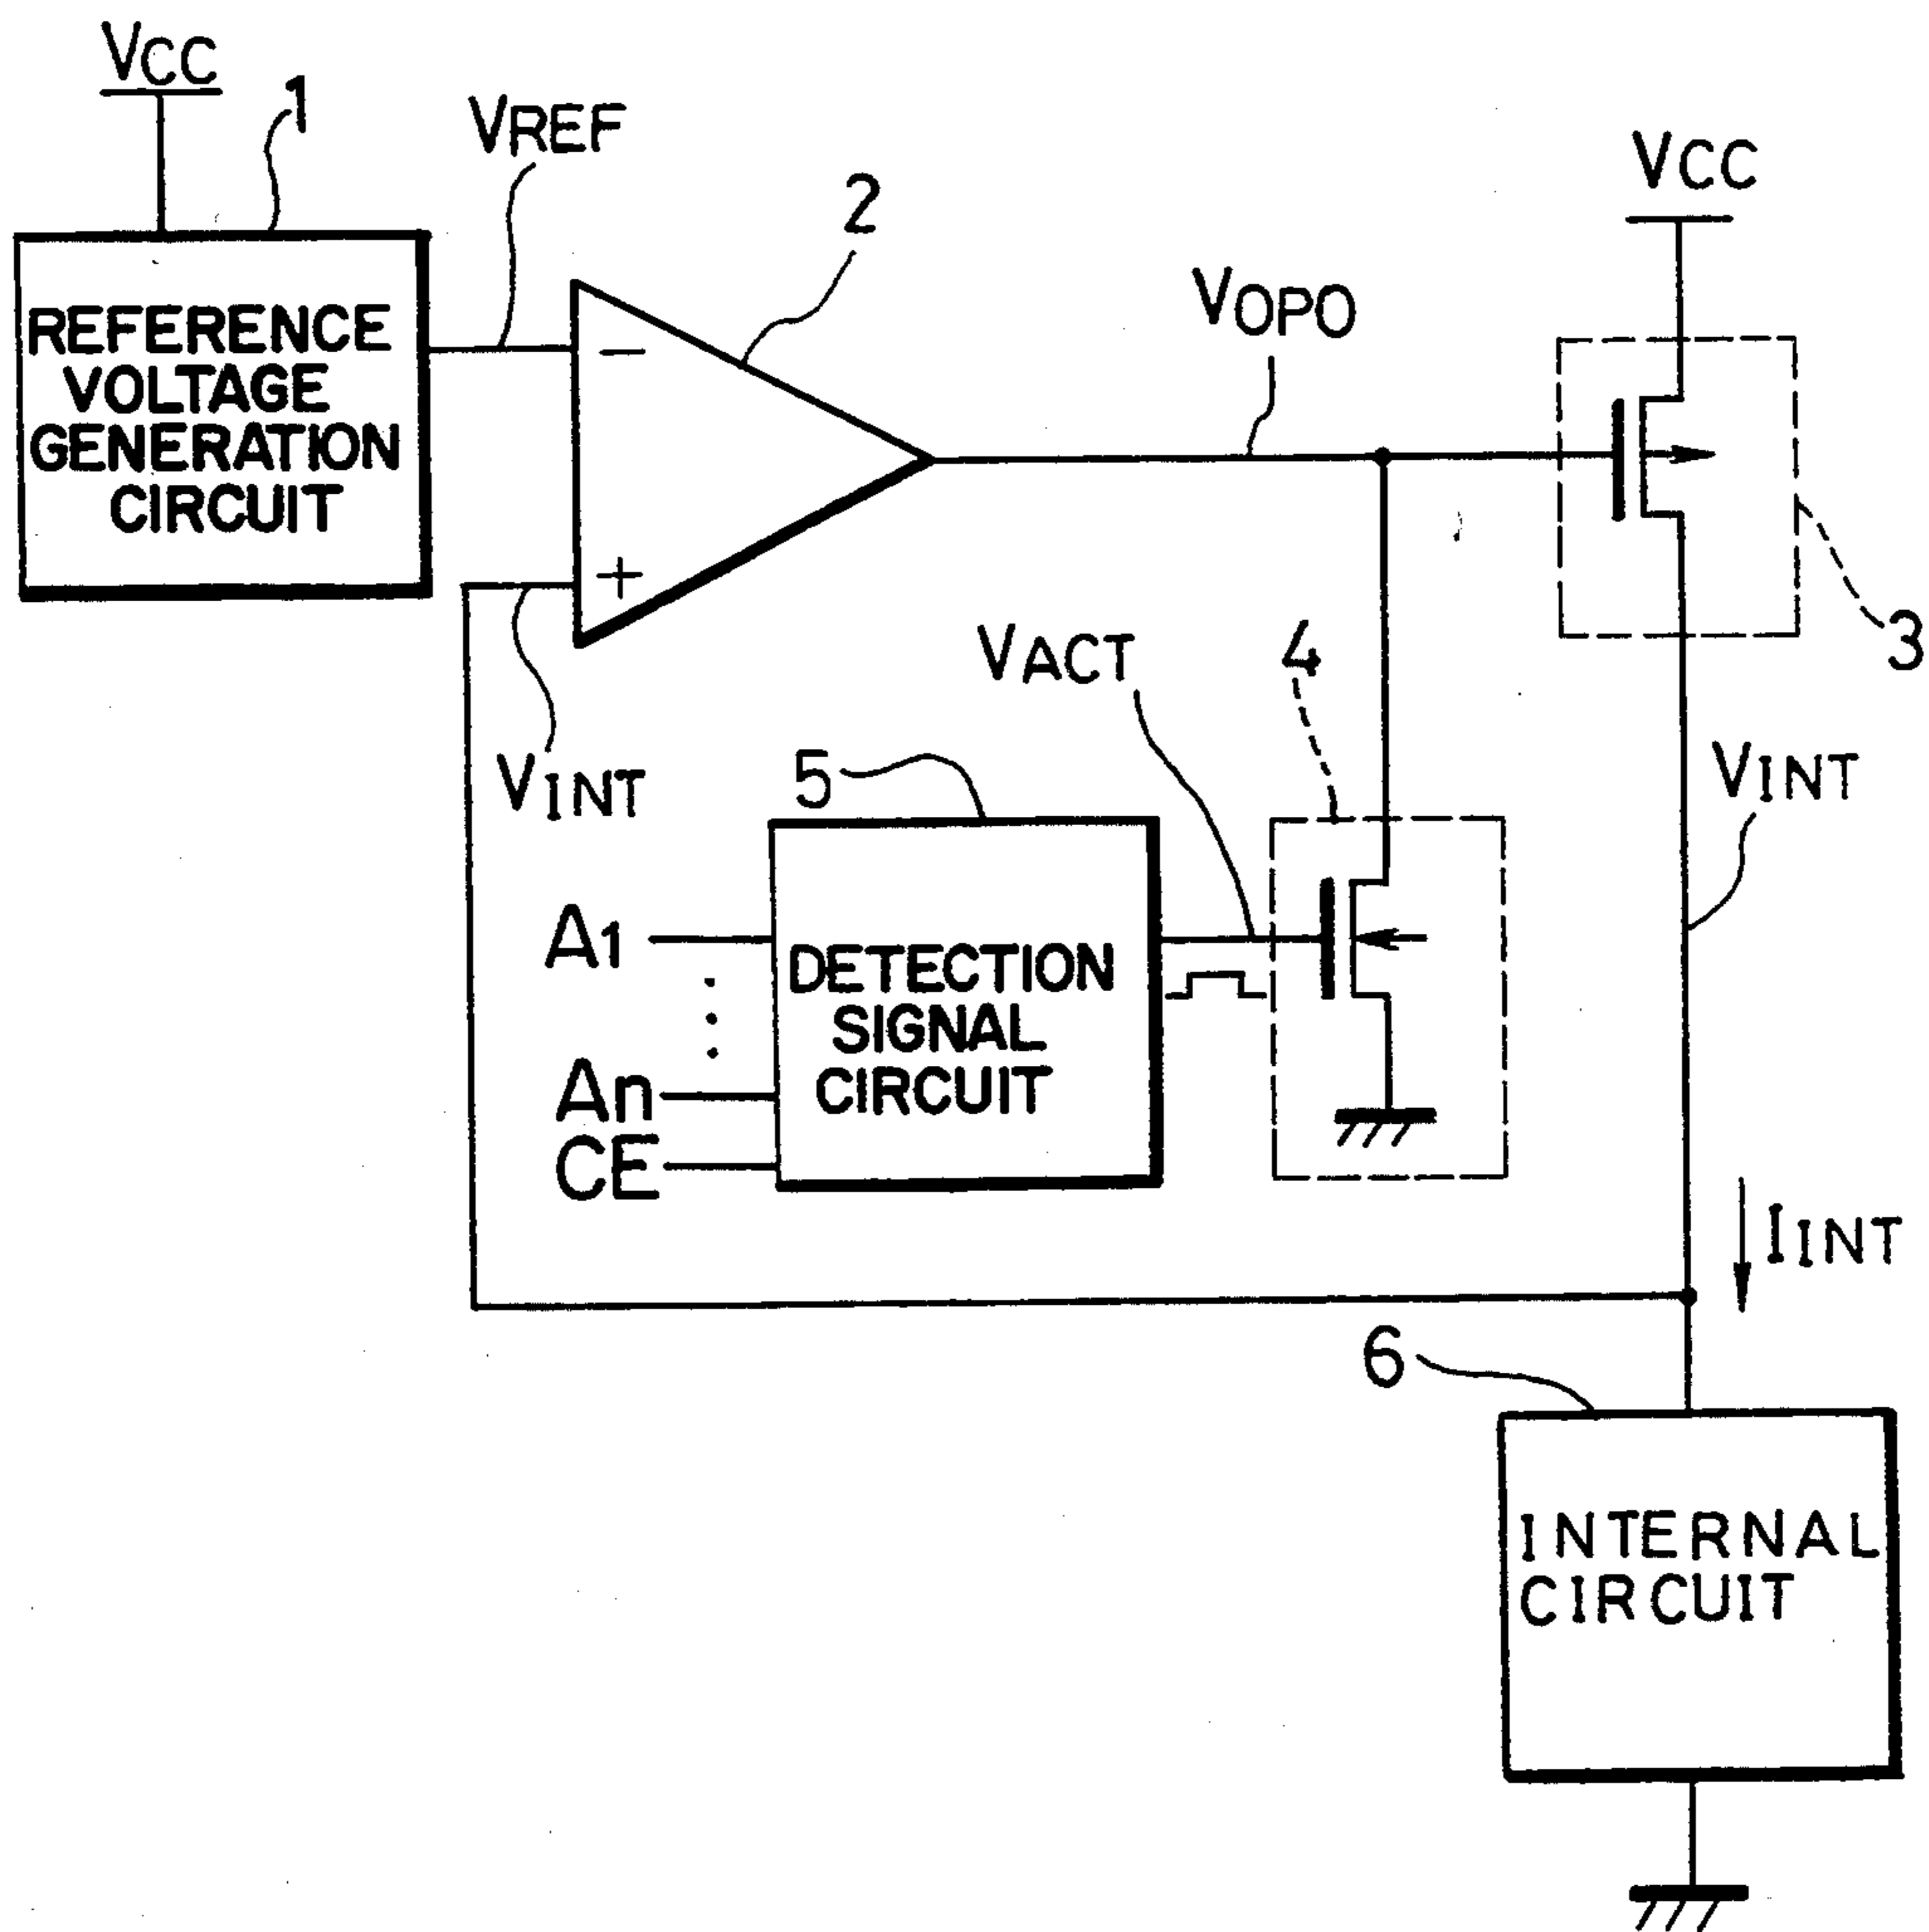 VCC
1
VREF
2
VCC
VOPO
REFERENCE
VOLTAGE
GENERATION
CIRCUIT
−
+
3
VACT
4
VINT
5
VINT
A1
DETECTION
SIGNAL
CIRCUIT
An
CE
IINT
6
INTERNAL
CIRCUIT